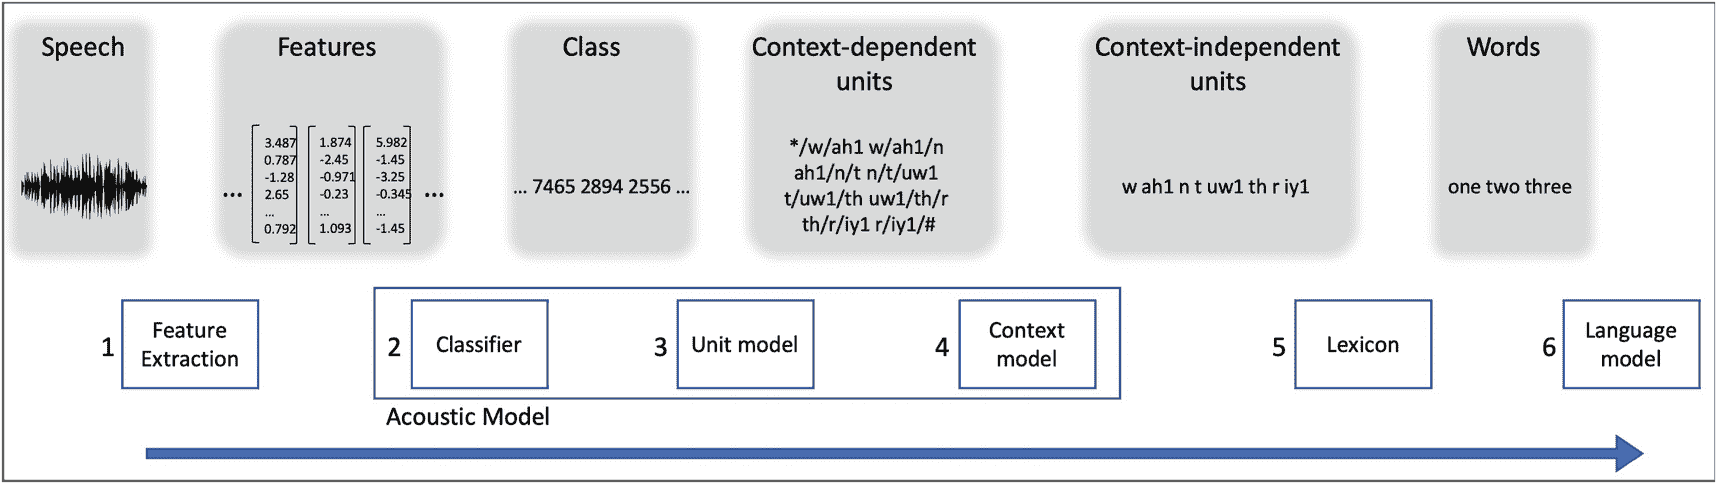 Speech
Features
Class
Context-dependent
units
Context-independent
units
Words
3.487 1.874 5.982
0.787 -2.45 -1.45
-1.28 -0.971 -3.25
... 2.65 -0.23 -0.345 ...
... ... ...
0.792 1.093 -1.45
... 7465 2894 2556 ...
*/w/ah1 w/ah1/n
ah1/n/t n/t/uw1
t/uw1/th uw1/th/r
th/r/iy1 r/iy1/#
w ah1 n t uw1 th r iy1
one two three
1
Feature
Extraction
2
Classifier
3
Unit model
4
Context
model
5
Lexicon
6
Language
model
Acoustic Model